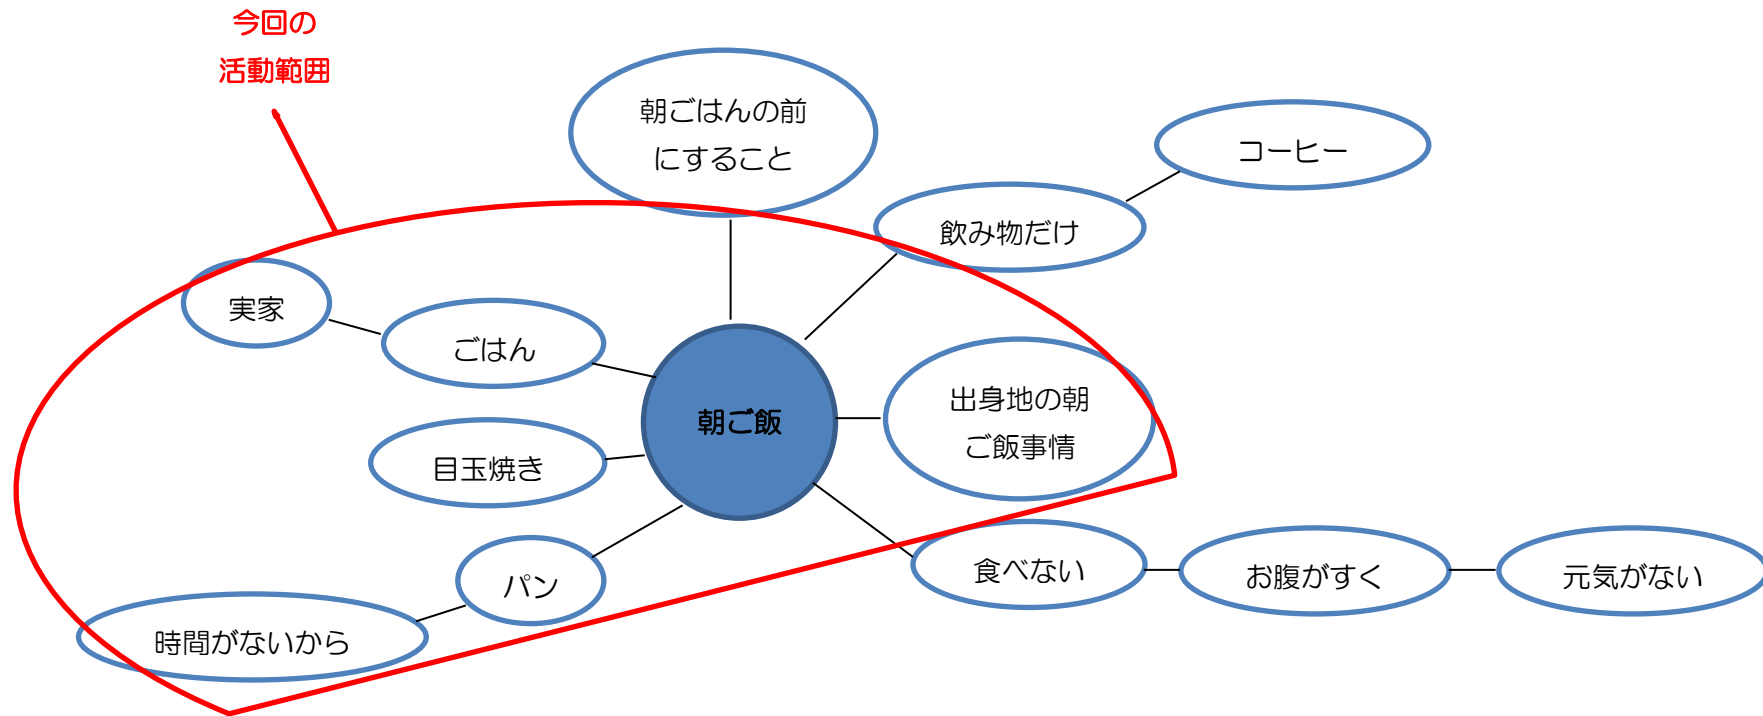 今回の
活動範囲
朝ごはんの前
にすること
コーヒー
飲み物だけ
実家
ごはん
朝ご飯
出身地の朝
ご飯事情
目玉焼き
パン
食べない
お腹がすく
元気がない
時間がないから